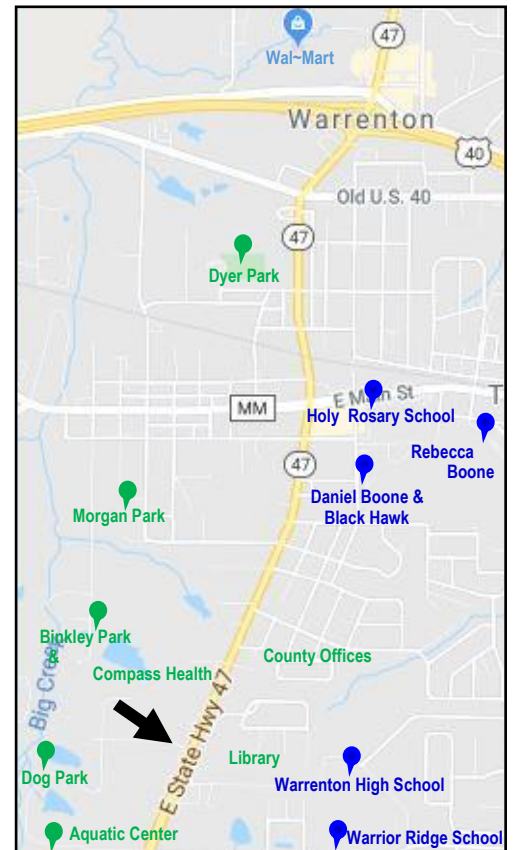 47
Wal~Mart
Warrenton
40
Old U.S. 40
47
Dyer Park
E Main St
MM
Holy Rosary School
T
Rebecca
Boone
47
Daniel Boone &
Black Hawk
Morgan Park
Binkley Park
&
Big Creek
County Offices
Compass Health
E State Hwy 47
Library
Dog Park
Warrenton High School
Aquatic Center
Warrior Ridge School